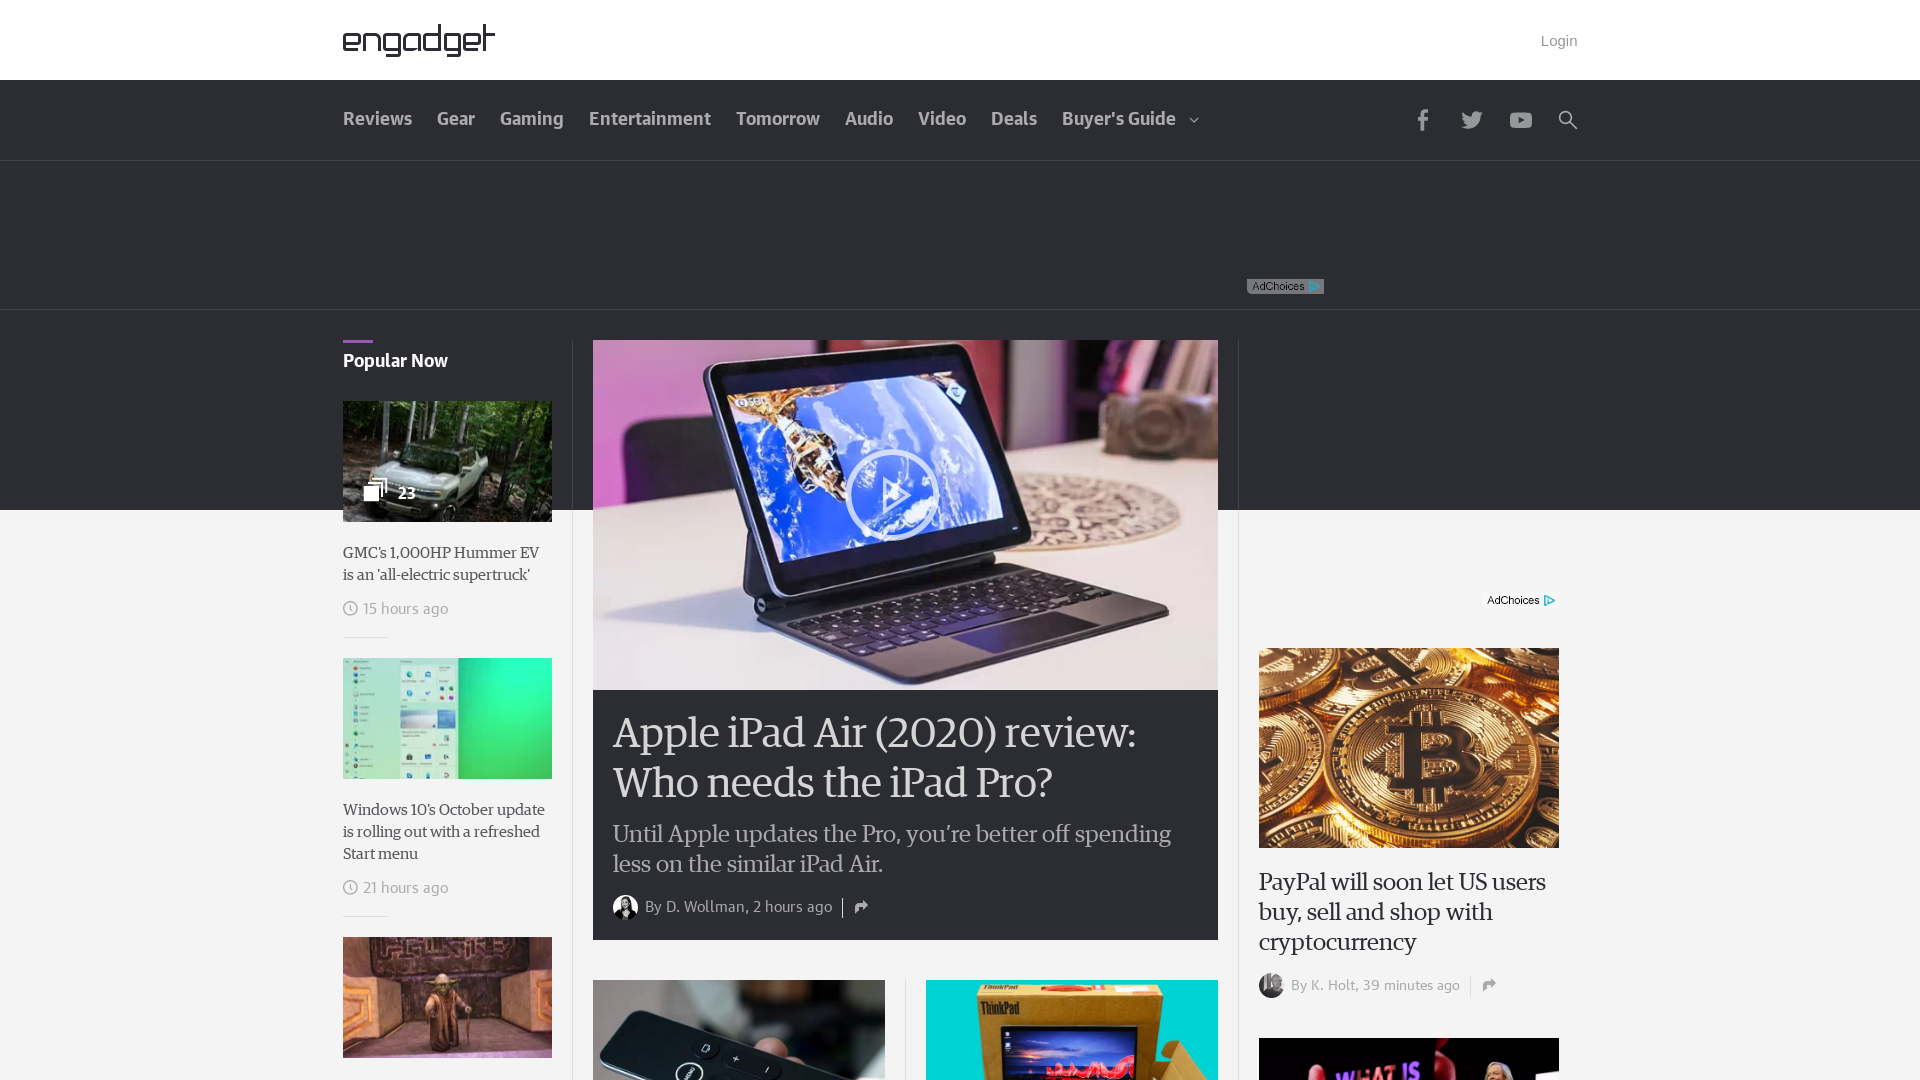 engadget
Login
Reviews Gear Gaming Entertainment Tomorrow Audio Video Deals Buyer's Guide
AdChoices
Popular Now
23
GMC's 1,000HP Hummer EV
is an 'all-electric supertruck'
15 hours ago
Windows 10's October update
is rolling out with a refreshed
Start menu
21 hours ago
Apple iPad Air (2020) review:
Who needs the iPad Pro?
Until Apple updates the Pro, you’re better off spending
less on the similar iPad Air.
By D. Wollman, 2 hours ago
MENU
ThinkPad
AdChoices
PayPal will soon let US users
buy, sell and shop with
cryptocurrency
By K. Holt, 39 minutes ago
WHAT IS